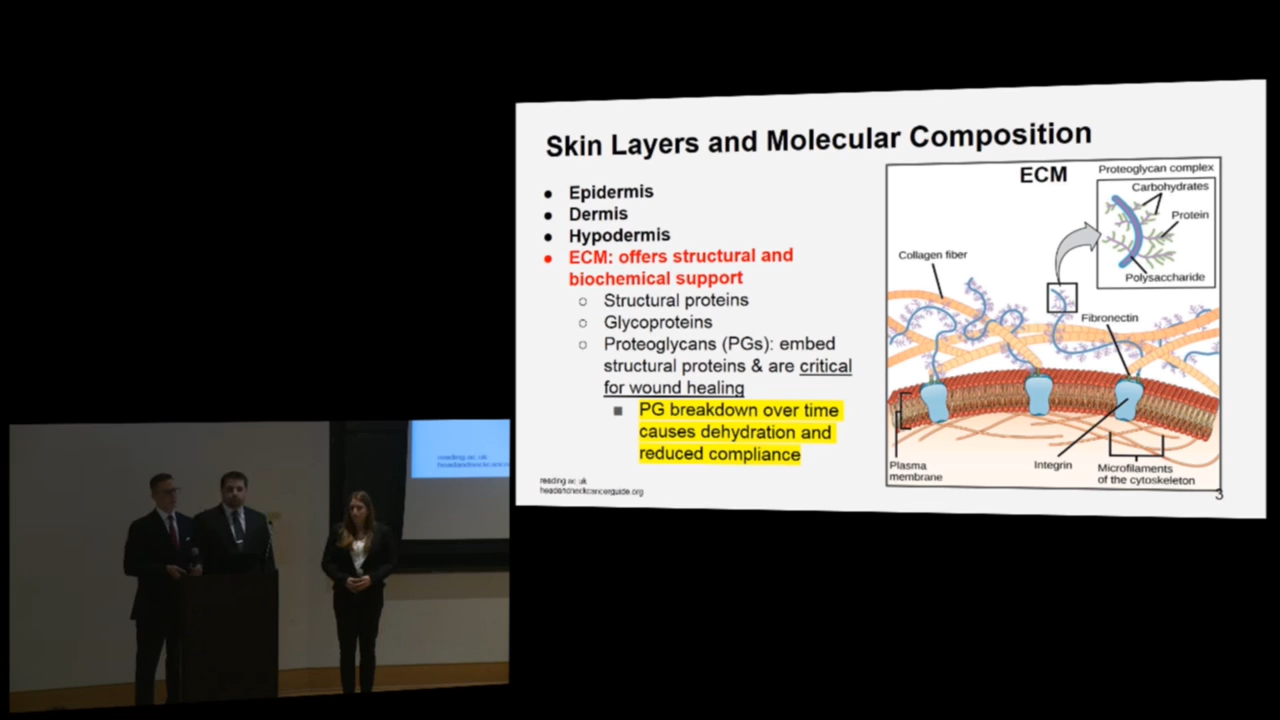 Skin Layers and Molecular Composition
● Epidermis
● Dermis
● Hypodermis
● ECM: offers structural and
biochemical support
○ Structural proteins
○ Glycoproteins
○ Proteoglycans (PGs): embed
structural proteins & are critical
for wound healing
■ PG breakdown over time
causes dehydration and
reduced compliance
reading.ac.uk
headandneckcancerguide.org
ECM
Proteoglycan complex
Carbohydrates
Protein
Polysaccharide
Collagen fiber
Fibronectin
Plasma
membrane
Integrin
Microfilaments
of the cytoskeleton
3
reading.ac.uk